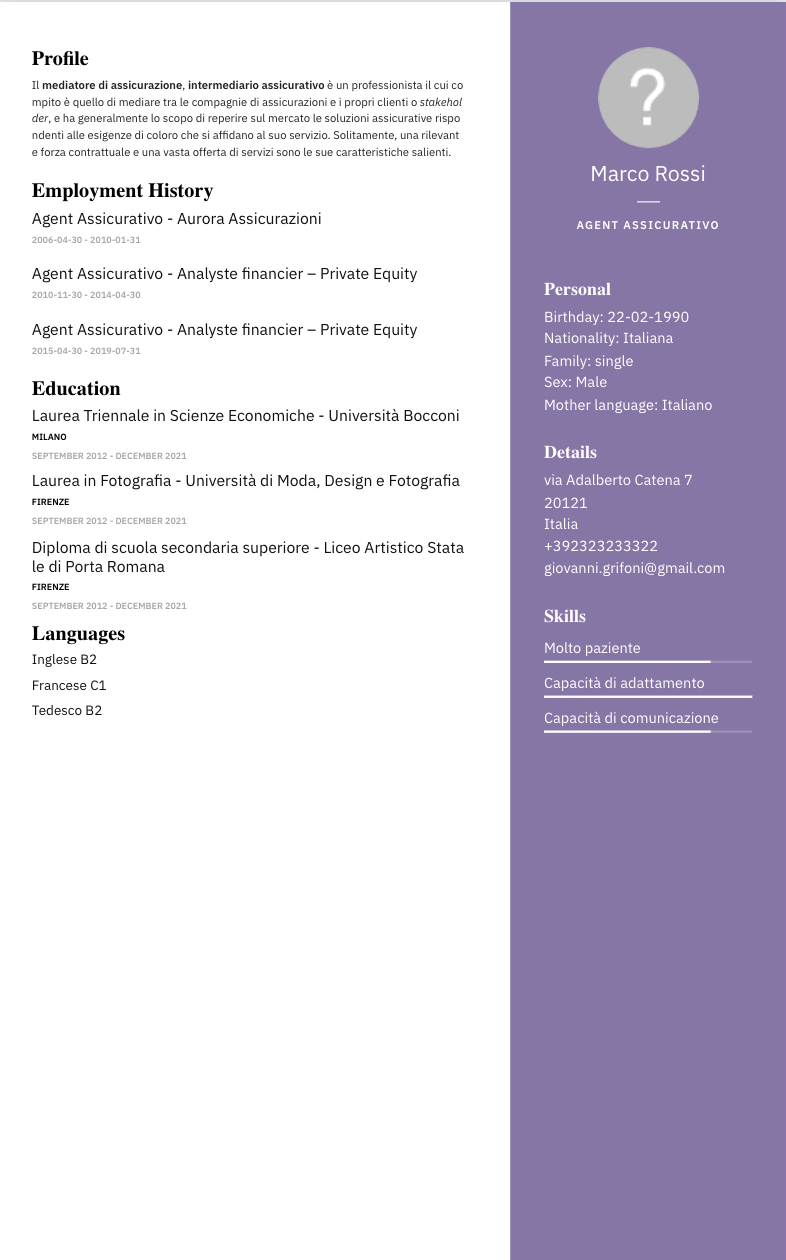 Profile
Il mediatore di assicurazione, intermediario assicurativo è un professionista il cui co
mpito è quello di mediare tra le compagnie di assicurazioni e i propri clienti o stakehol
der, e ha generalmente lo scopo di reperire sul mercato le soluzioni assicurative rispo
ndenti alle esigenze di coloro che si affidano al suo servizio. Solitamente, una rilevant
e forza contrattuale e una vasta offerta di servizi sono le sue caratteristiche salienti.
Employment History
Agent Assicurativo - Aurora Assicurazioni
2006-04-30 - 2010-01-31
Agent Assicurativo - Analyste financier – Private Equity
2010-11-30 - 2014-04-30
Agent Assicurativo - Analyste financier – Private Equity
2015-04-30 - 2019-07-31
Education
Laurea Triennale in Scienze Economiche - Università Bocconi
MILANO
SEPTEMBER 2012 - DECEMBER 2021
Laurea in Fotografia - Università di Moda, Design e Fotografia
FIRENZE
SEPTEMBER 2012 - DECEMBER 2021
Diploma di scuola secondaria superiore - Liceo Artistico Stata
le di Porta Romana
FIRENZE
SEPTEMBER 2012 - DECEMBER 2021
Languages
Inglese B2
Francese C1
Tedesco B2
?
Marco Rossi
AGENT ASSICURATIVO
Personal
Birthday: 22-02-1990
Nationality: Italiana
Family: single
Sex: Male
Mother language: Italiano
Details
via Adalberto Catena 7
20121
Italia
+392323233322
giovanni.grifoni@gmail.com
Skills
Molto paziente
Capacità di adattamento
Capacità di comunicazione